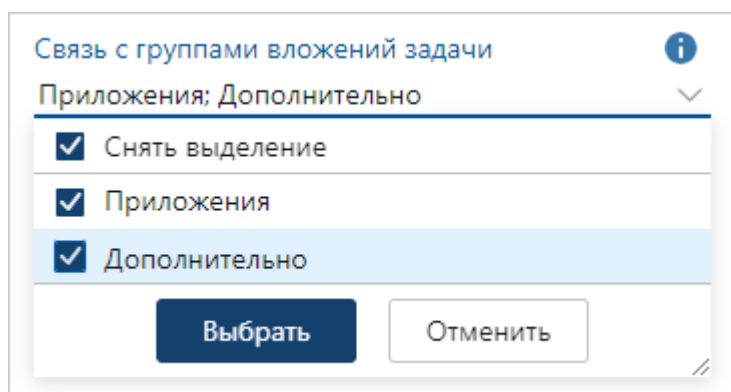 Связь с группами вложений задачи
Приложения; Дополнительно
Снять выделение
Приложения
Дополнительно
Выбрать Отменить